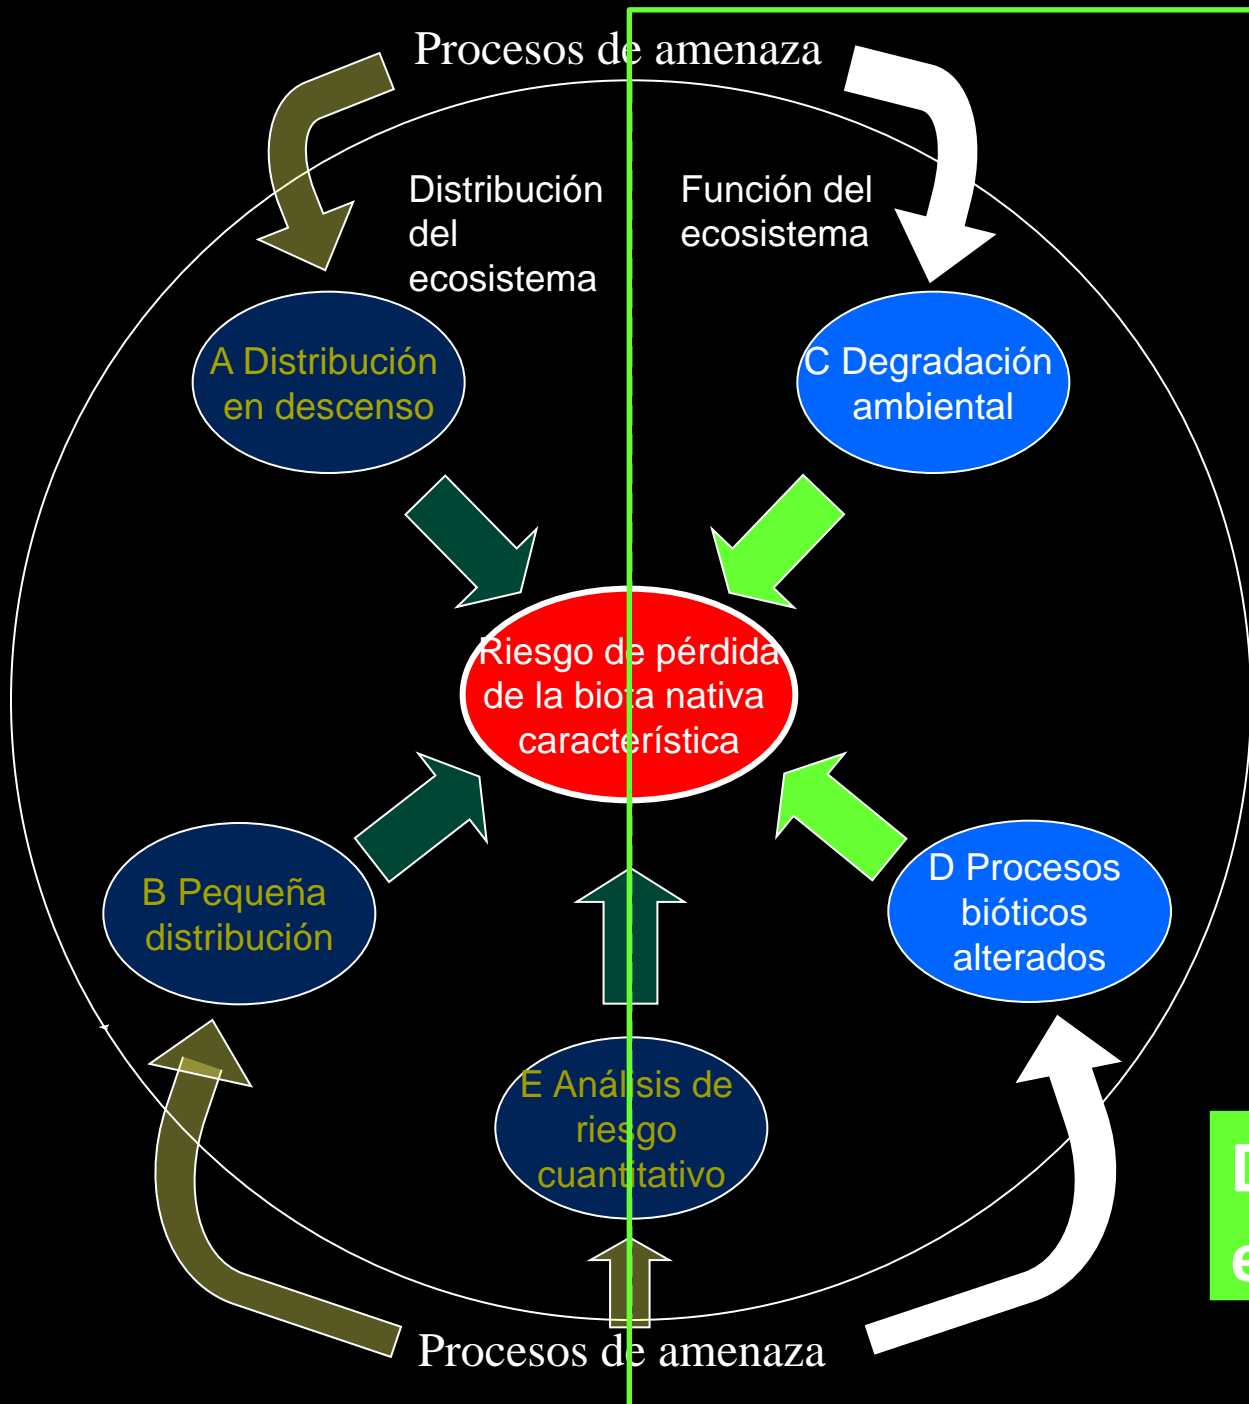 Procesos de amenaza
Distribución
del
ecosistema
Función del
ecosistema
A Distribución
en descenso
C Degradación
ambiental
Riesgo de pérdida
de la biota nativa
característica
B Pequeña
distribución
D Procesos
bióticos
alterados
E Análisis de
riesgo
cuantitativo
Procesos de amenaza